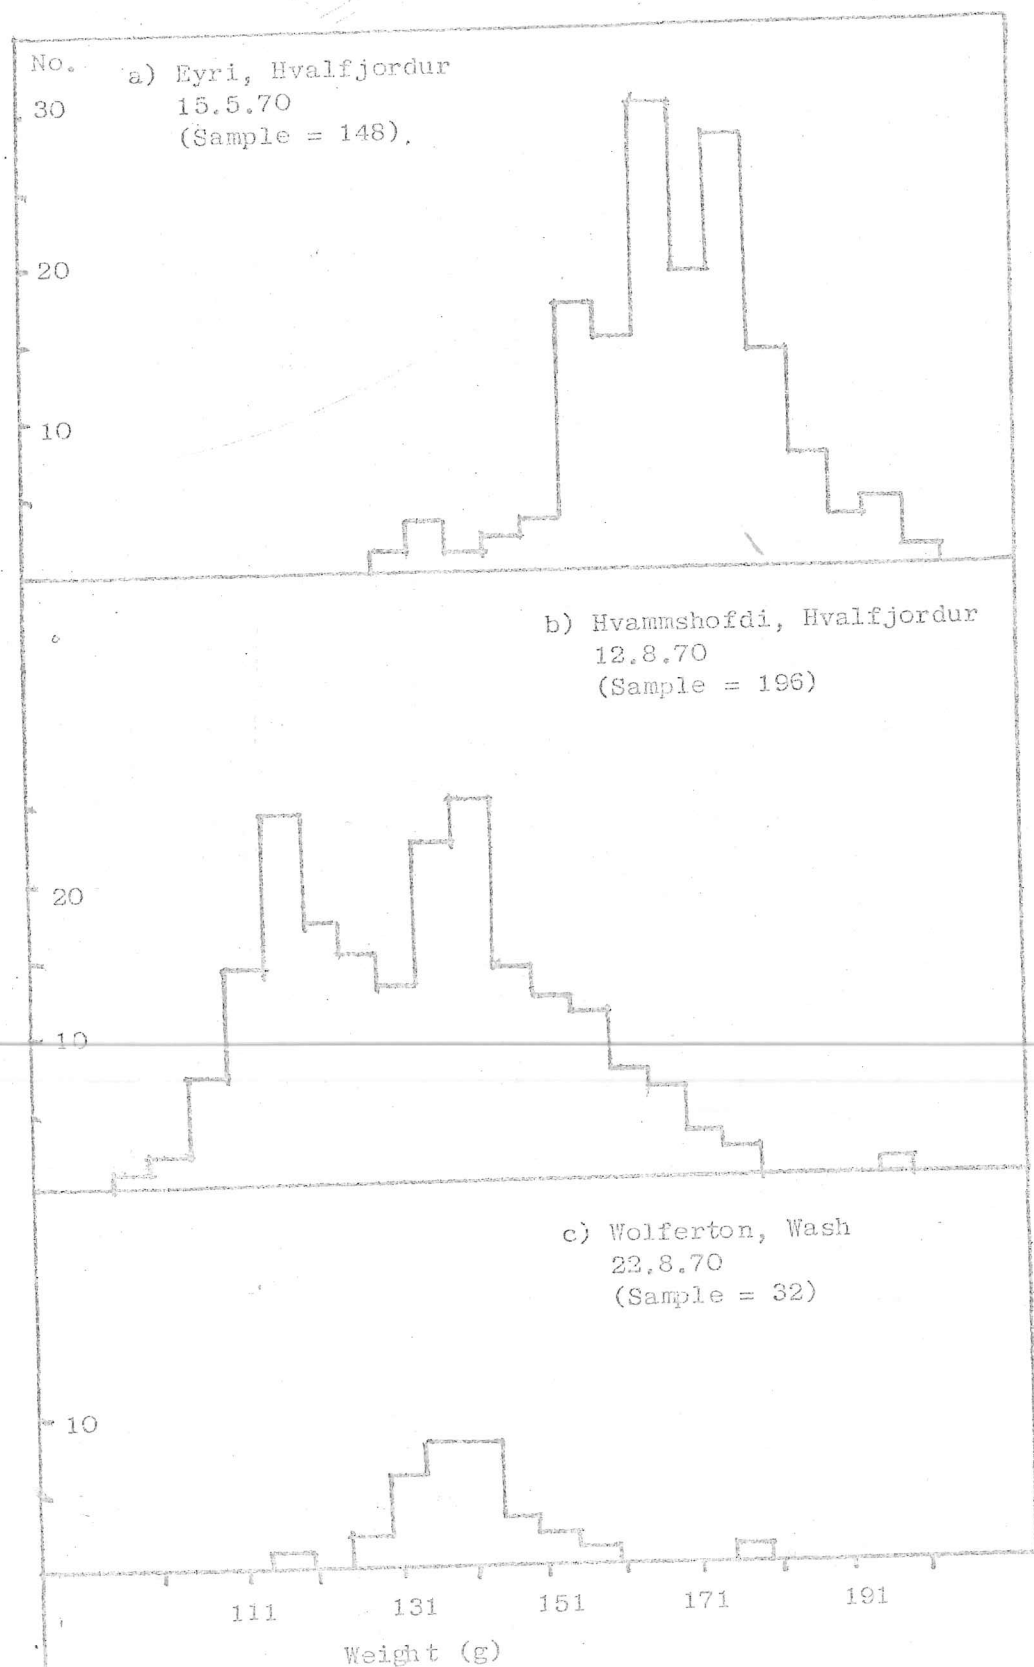 No.
a) Eyri, Hvalfjordur
15.5.70
(Sample = 148).
30
20
10
b) Hvammshofdi, Hvalfjordur
12.8.70
(Sample = 196)
20
10
c) Wolferton, Wash
22.8.70
(Sample = 32)
10
111 131 151 171 191
Weight (g)